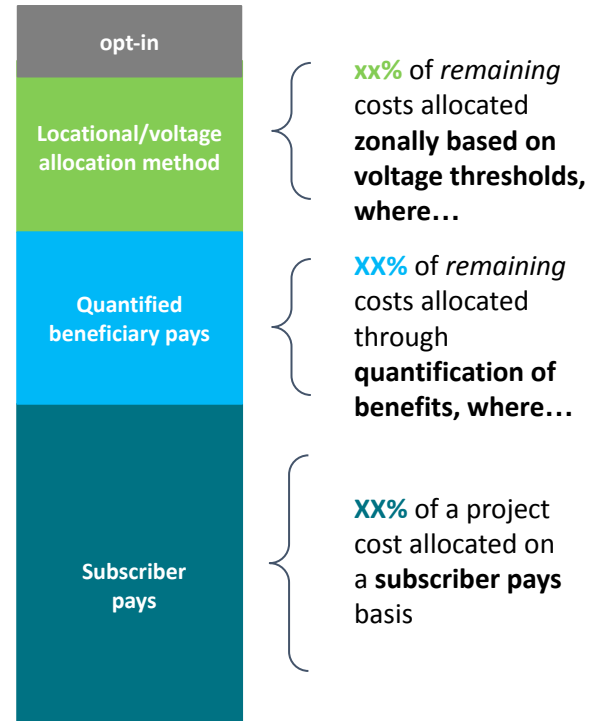 opt-in
Locational/voltage
allocation method
xx% of remaining
costs allocated
zonally based on
voltage thresholds,
where…
Quantified
beneficiary pays
XX% of remaining
costs allocated
through
quantification of
benefits, where…
Subscriber
pays
XX% of a project
cost allocated on
a subscriber pays
basis